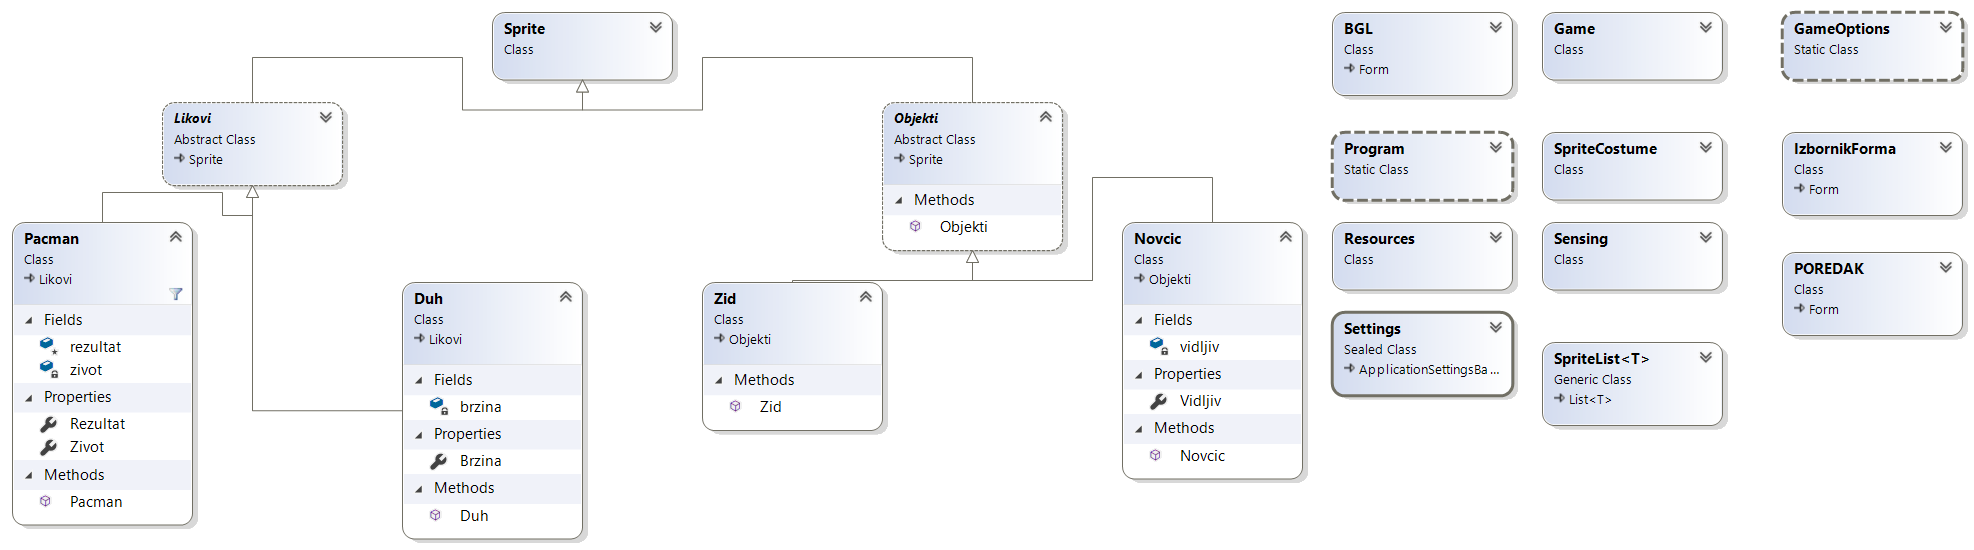 Sprite
Class
Likovi
Abstract Class
Sprite
Objekti
Abstract Class
Sprite
Methods
Objekti
Pacman
Class
Likovi
Fields
rezultat
zivot
Properties
Rezultat
Zivot
Methods
Pacman
Duh
Class
Likovi
Fields
brzina
Properties
Brzina
Methods
Duh
Zid
Class
Objekti
Methods
Zid
Novcic
Class
Objekti
Fields
vidljiv
Properties
Vidljiv
Methods
Novcic
BGL
Class
Form
Game
Class
GameOptions
Static Class
Program
Static Class
SpriteCostume
Class
IzbornikForma
Class
Form
Resources
Class
Sensing
Class
POREDAK
Class
Form
Settings
Sealed Class
ApplicationSettingsBa...
SpriteList<T>
Generic Class
List<T>